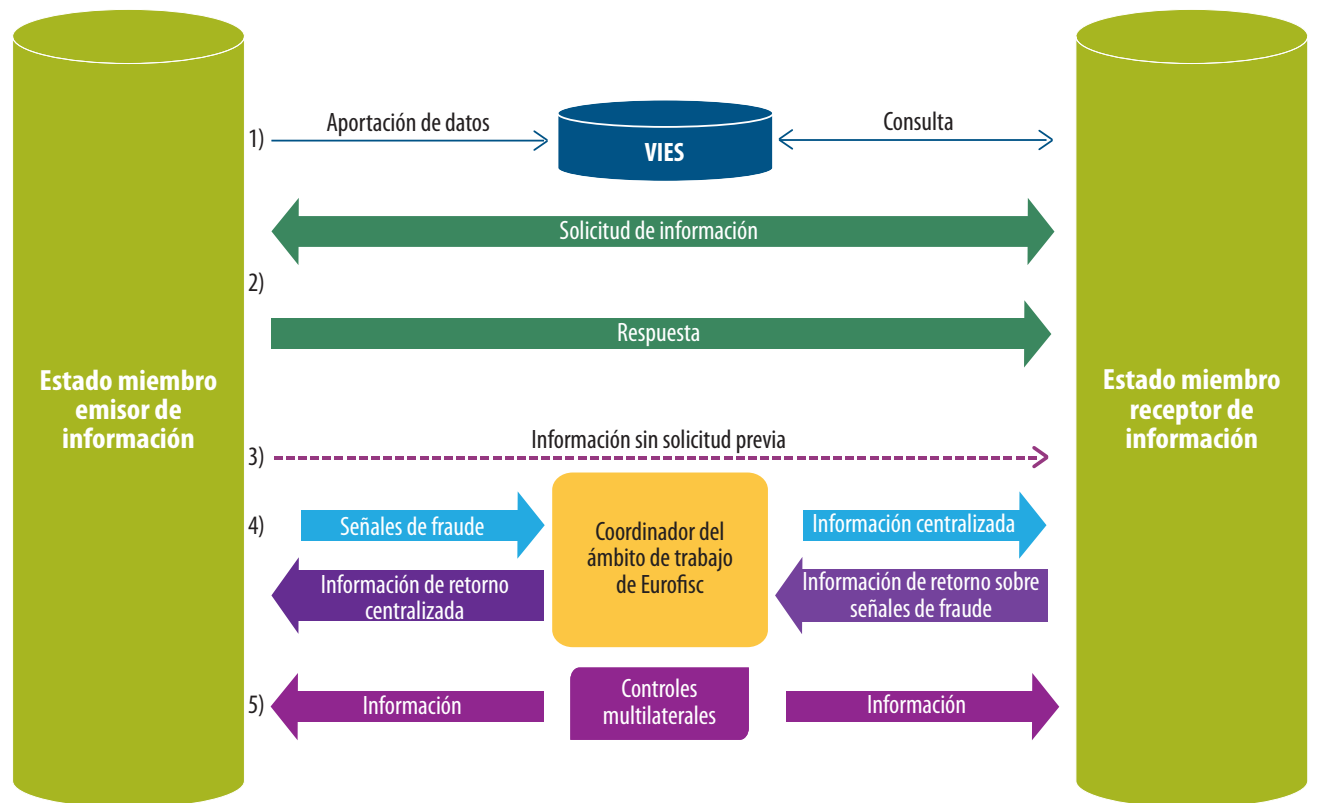 1)
Aportación de datos
VIES
Consulta
Solicitud de información
2)
Respuesta
Estado miembro
emisor de
información
Estado miembro
receptor de
información
Información sin solicitud previa
3)
4)
Señales de fraude
Coordinador del
ámbito de trabajo
de Eurofisc
Información centralizada
Información de retorno
centralizada
Información de retorno sobre
señales de fraude
5)
Información
Controles
multilaterales
Información